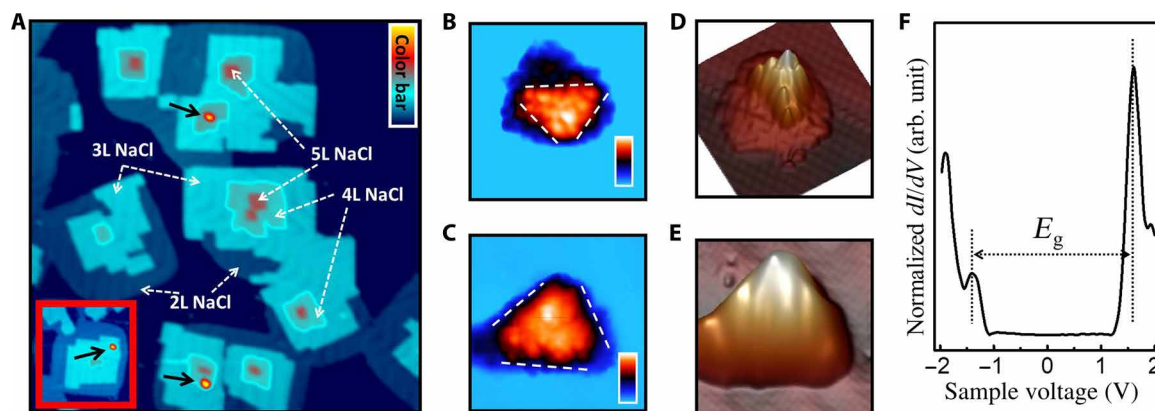 A
Color bar
5L NaCl
3L NaCl
4L NaCl
2L NaCl
B
C
D
E
F
Normalized dI/dV (arb. unit)
Eg
−2 −1 0 1 2
Sample voltage (V)